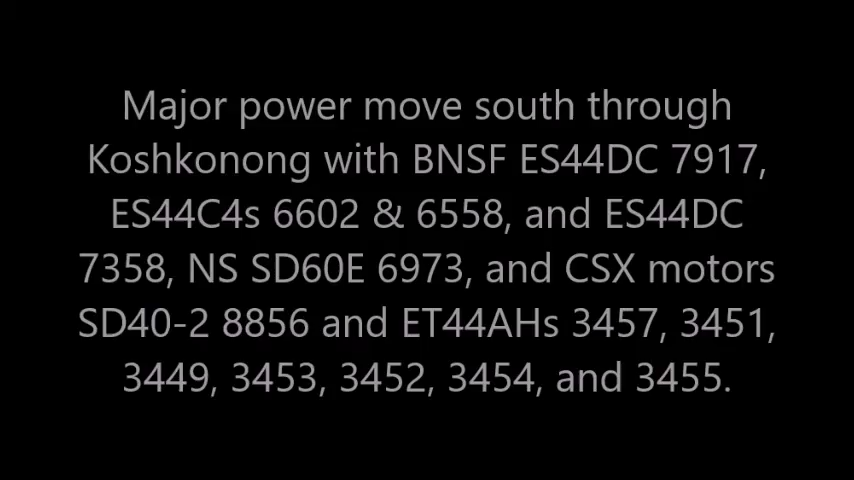 Major power move south through
Koshkonong with BNSF ES44DC 7917,
ES44C4s 6602 & 6558, and ES44DC
7358, NS SD60E 6973, and CSX motors
SD40-2 8856 and ET44AHs 3457, 3451,
3449, 3453, 3452, 3454, and 3455.